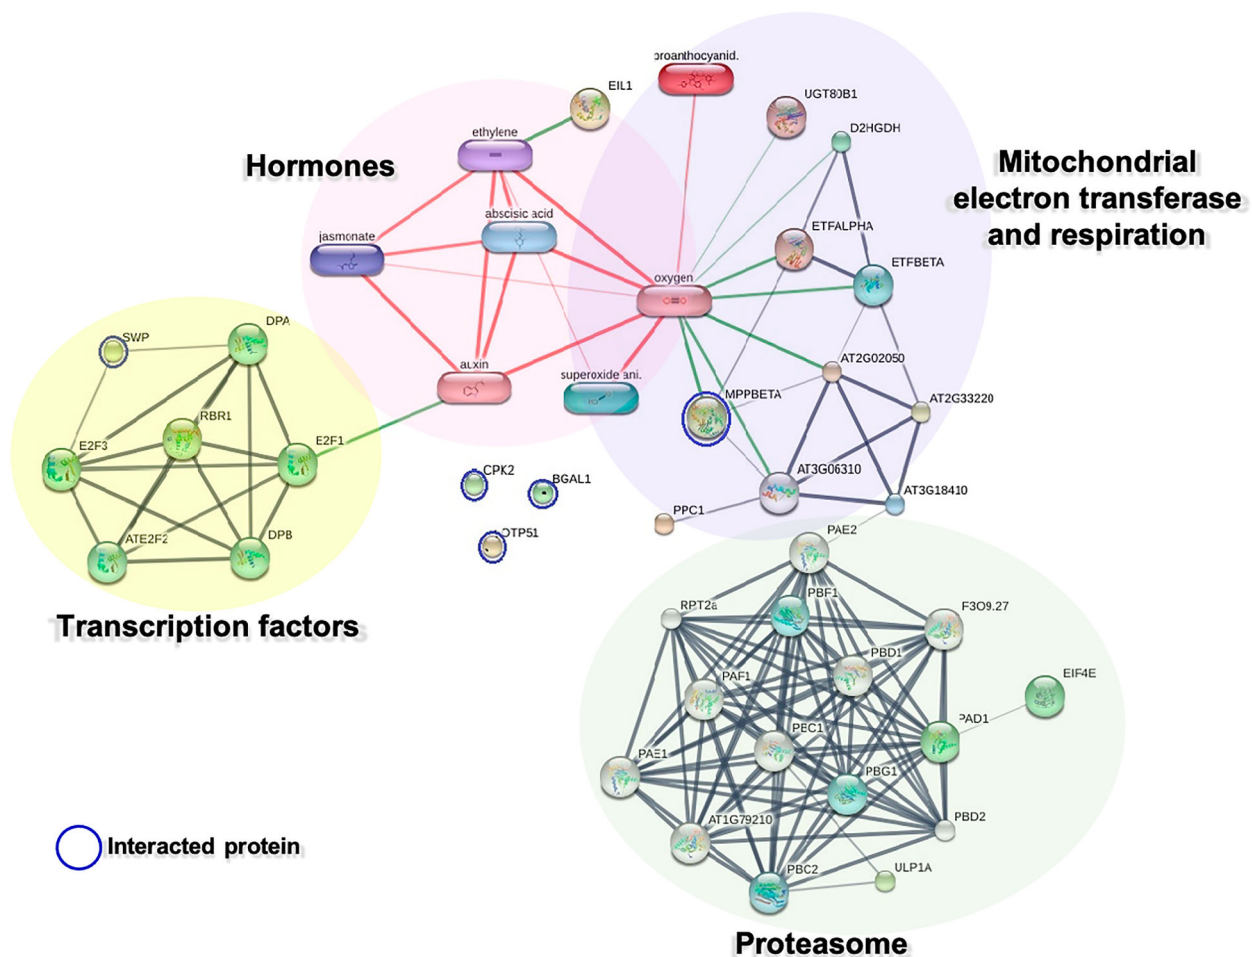 proanthocyanid.
EIL1
UGT80B1
ethylene
D2HGDH
Hormones
Mitochondrial
electron transferase
and respiration
abscisic acid
jasmonate
ETFALPHA
ETFBETA
oxygen
SWP
DPA
auxin
superoxide ani.
AT2G02050
MPPBETA
AT2G33220
RBR1
E2F3
E2F1
CPK2
BGAL1
AT3G06310
AT3G18410
PPC1
OTP51
ATE2F2
DPB
PAE2
Transcription factors
RPT2a
PBF1
F3O9.27
PBD1
PAF1
EIF4E
PAD1
PBC1
PAE1
PBG1
AT1G79210
PBD2
Interacted protein
PBC2
ULP1A
Proteasome